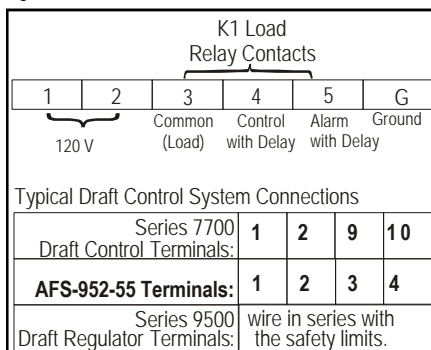 K1 Load
Relay Contacts
1 2 3 4 5 G
120 V
Common
(Load)
Control
with Delay
Alarm
with Delay
Ground
Typical Draft Control System Connections
Series 7700
Draft Control Terminals:
1 2 9 10
AFS-952-55 Terminals: 1 2 3 4
Series 9500
Draft Regulator Terminals:
wire in series with
the safety limits.